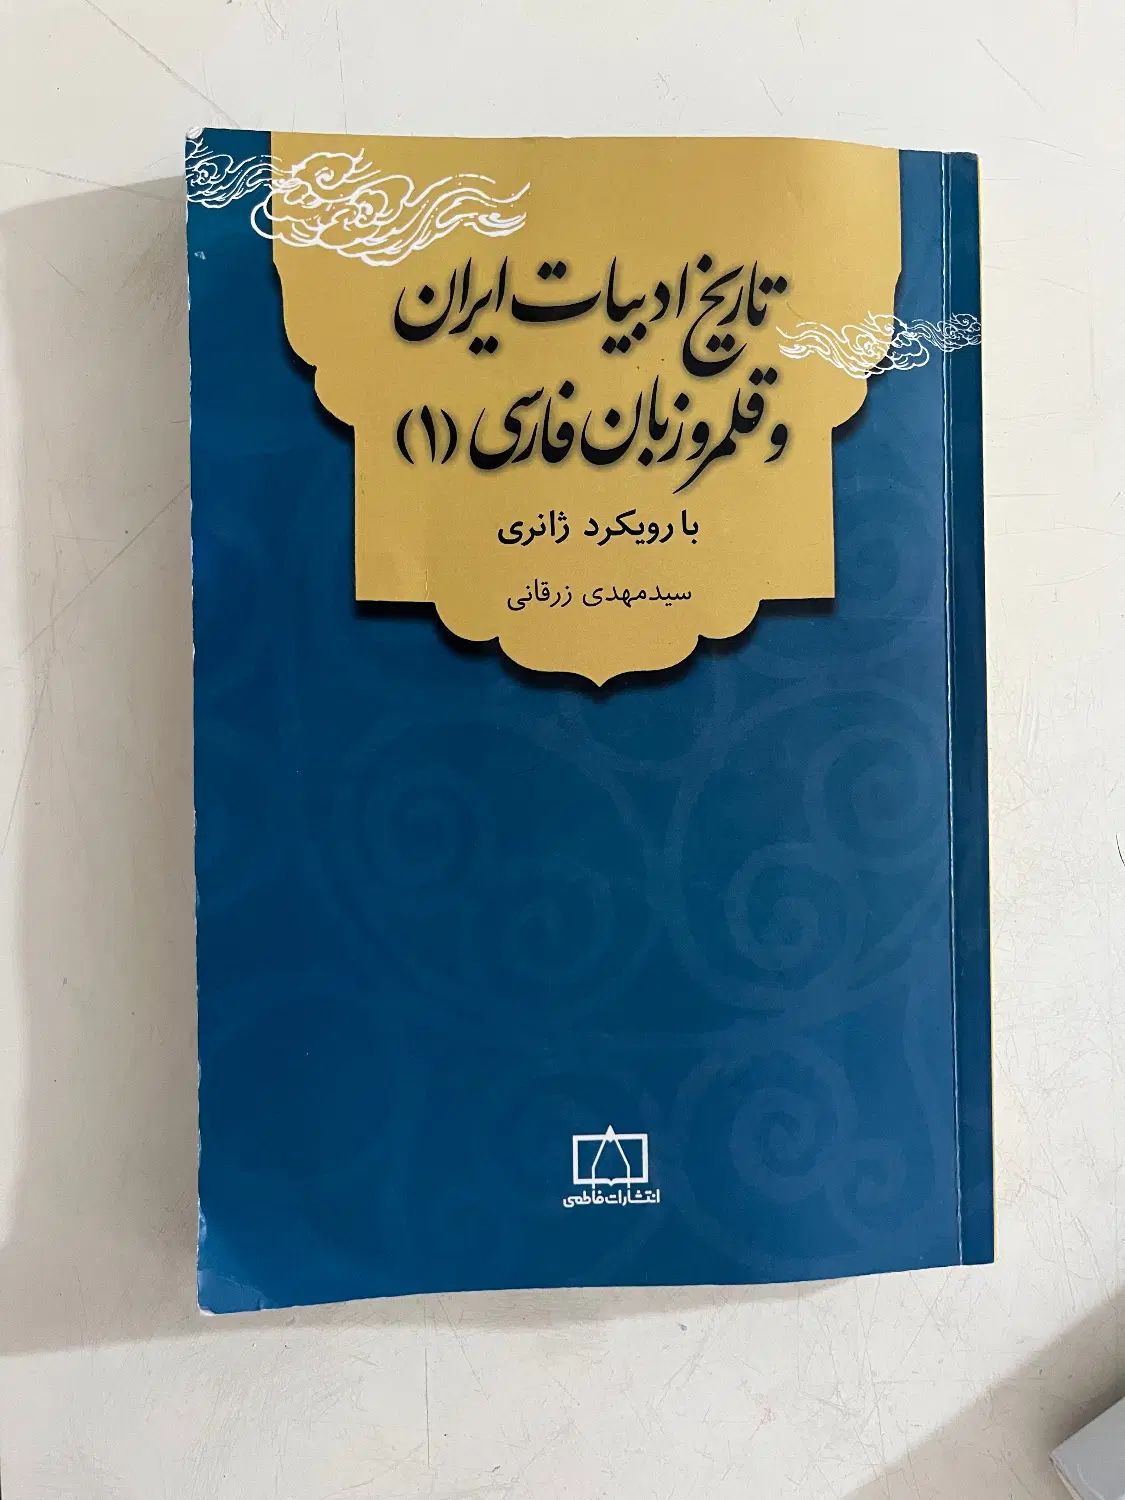 تاریخ ادبیات ایران
و قلمرو زبان فارسی (۱)
با رویکرد ژانری
سیدمهدی زرقانی
انتشارات فاطمی